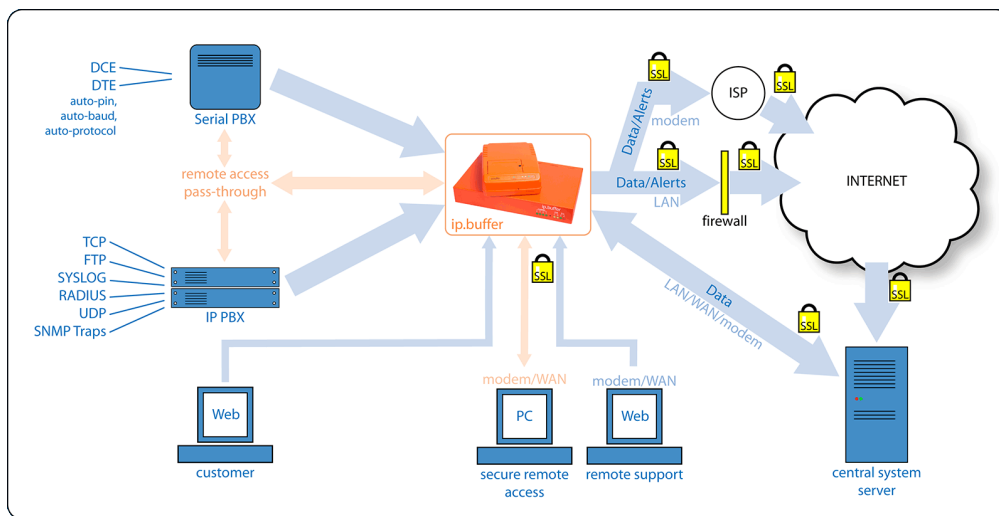 DCE
DTE
auto-pin,
auto-baud,
auto-protocol
Serial PBX
remote access
pass-through
TCP
FTP
SYSLOG
RADIUS
UDP
SNMP Traps
IP PBX
ip.buffer
Data/Alerts
modem
SSL
ISP
SSL
Data/Alerts
LAN
SSL
firewall
SSL
INTERNET
SSL
Data
LAN/WAN/modem
SSL
SSL
modem/WAN
modem/WAN
Web
customer
PC
secure remote
access
Web
remote support
central system
server